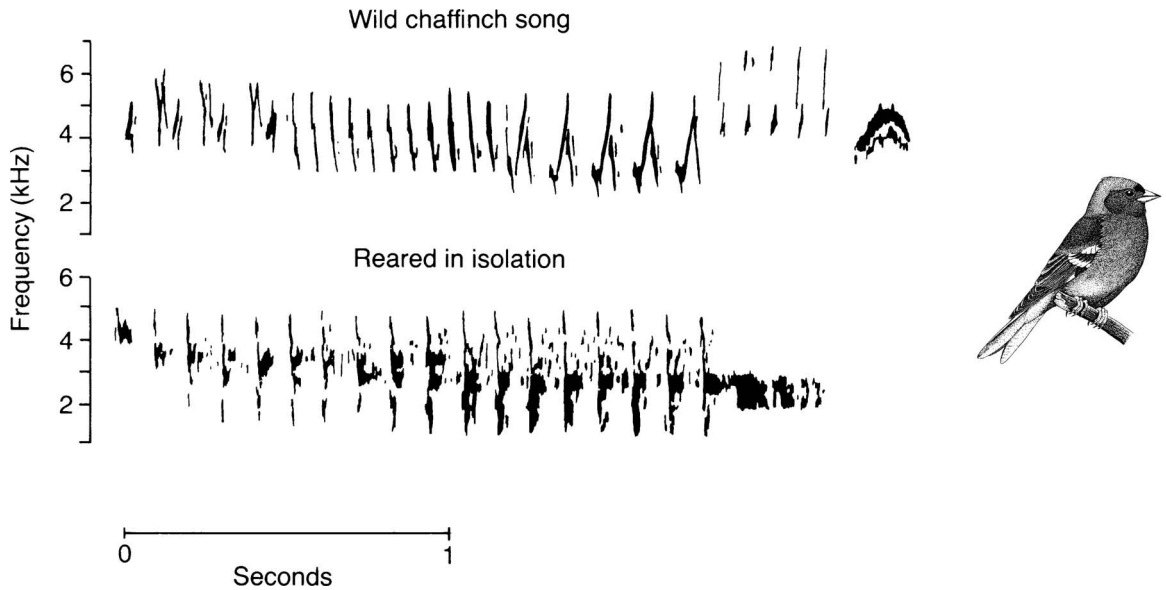 Wild chaffinch song
6
4
2
Frequency (kHz)
Reared in isolation
6
4
2
0 1
Seconds